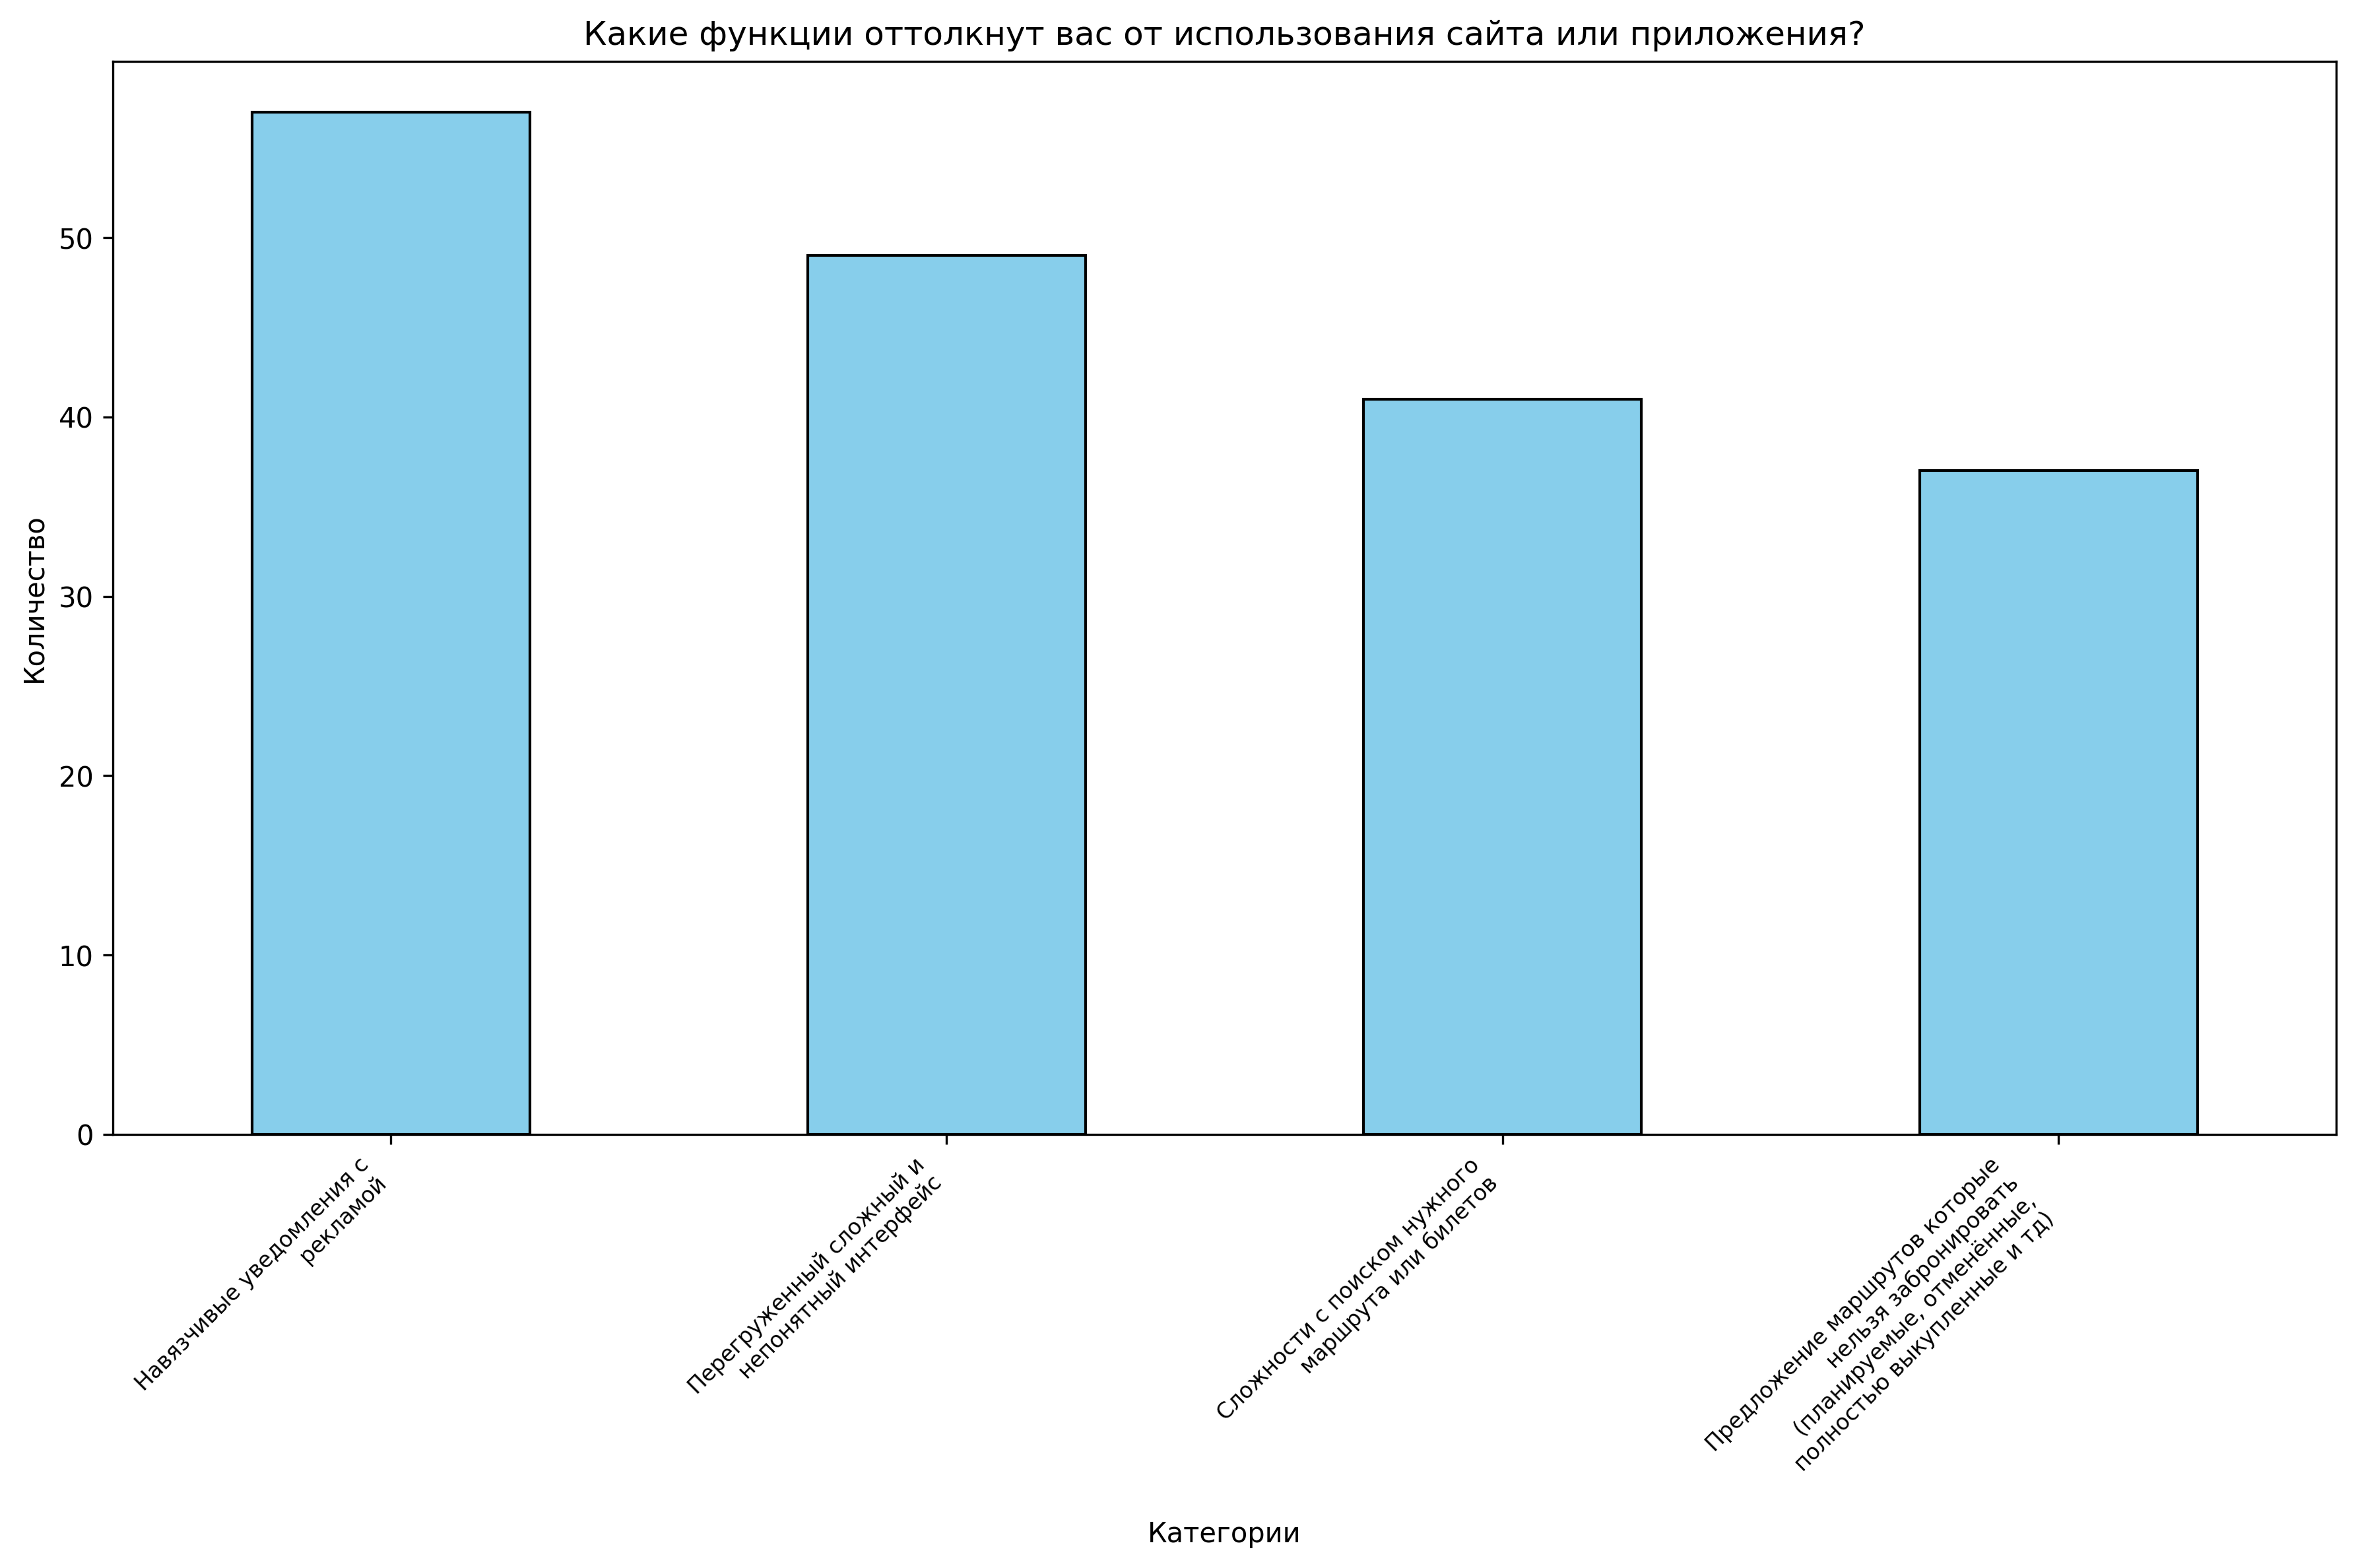 Какие функции оттолкнут вас от использования сайта или приложения?
Количество
50
40
30
20
10
0
Навязчивые уведомления с
рекламой
Перегруженный сложный и
непонятный интерфейс
Сложности с поиском нужного
маршрута или билетов
Предложение маршрутов которые
нельзя забронировать
(планируемые, отменённые,
полностью выкупленные и тд)
Категории